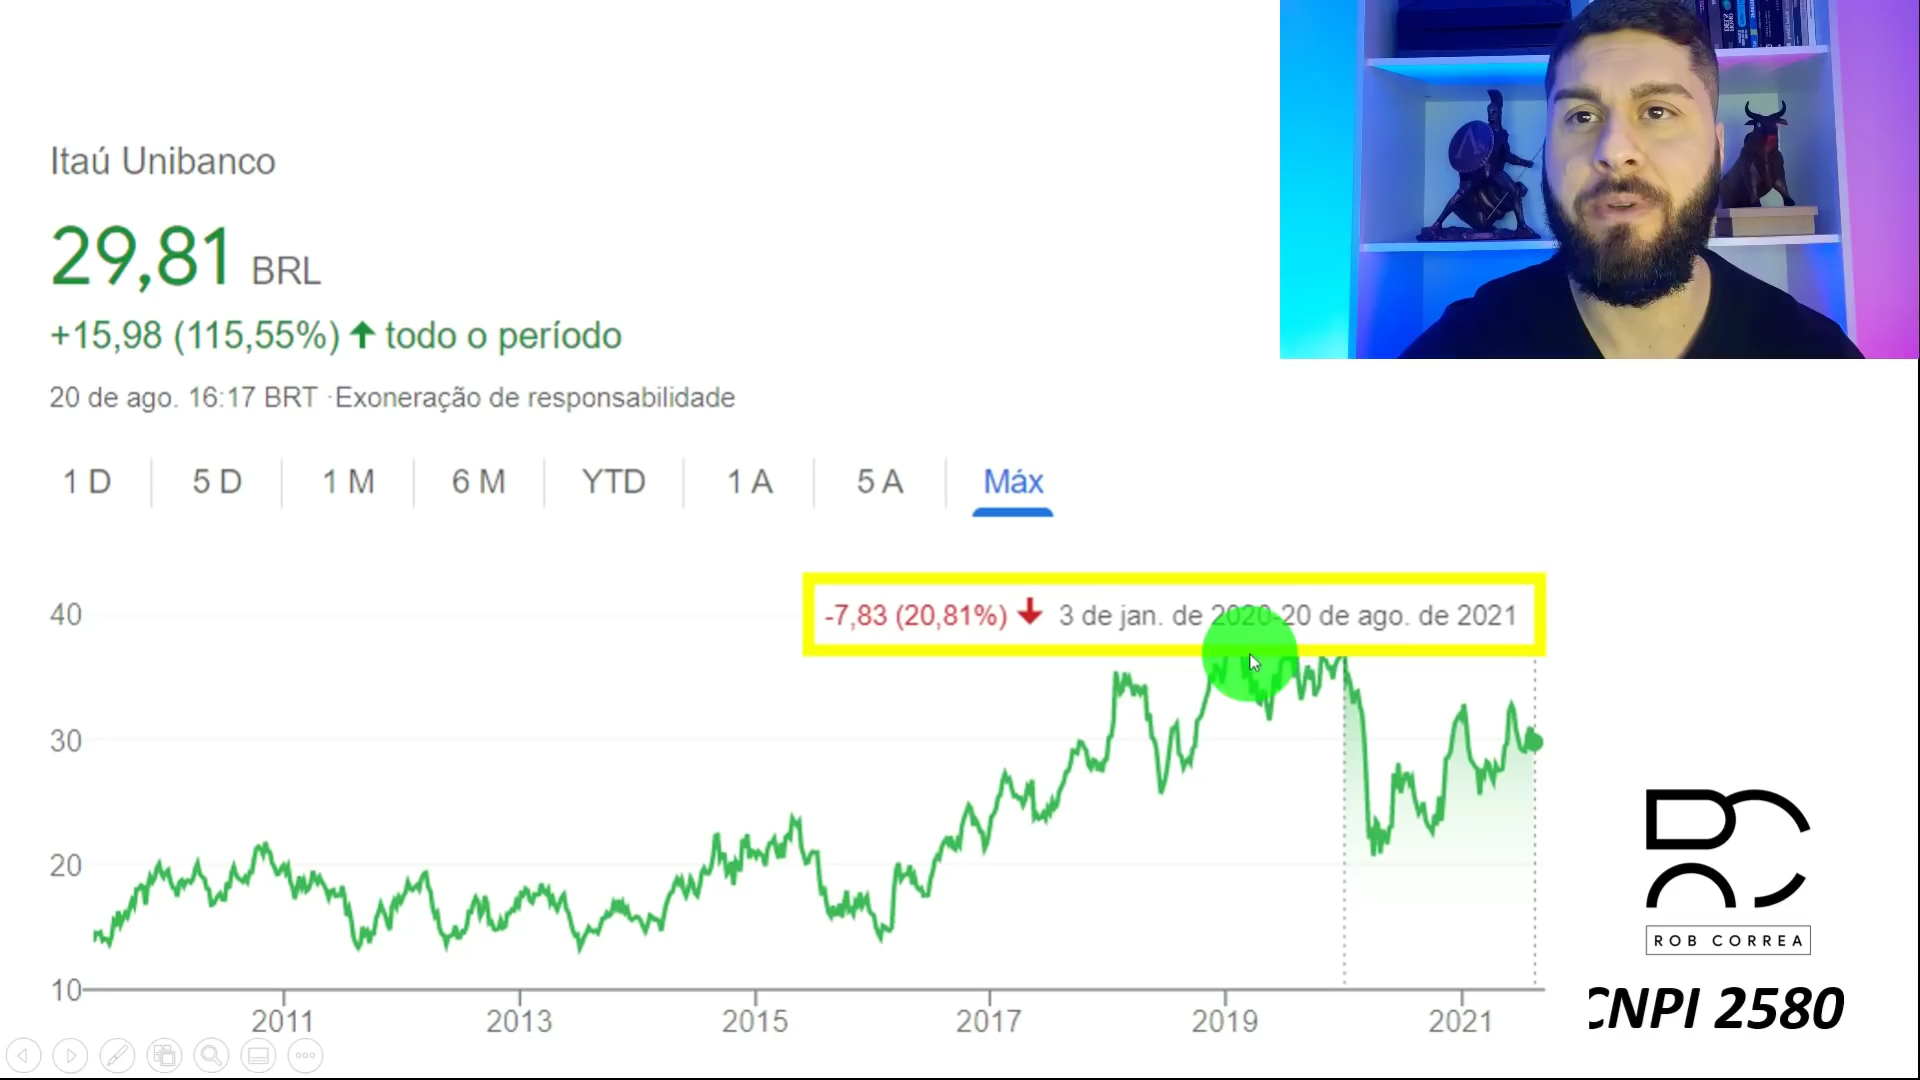 Itaú Unibanco
29,81 BRL
+15,98 (115,55%) ↑ todo o período
20 de ago. 16:17 BRT ·Exoneração de responsabilidade
1 D 5 D 1 M 6 M YTD 1 A 5 A Máx
-7,83 (20,81%) ↓ 3 de jan. de 2020-20 de ago. de 2021
40
30
20
10
2011 2013 2015 2017 2019 2021
ROB CORREA
CNPI 2580